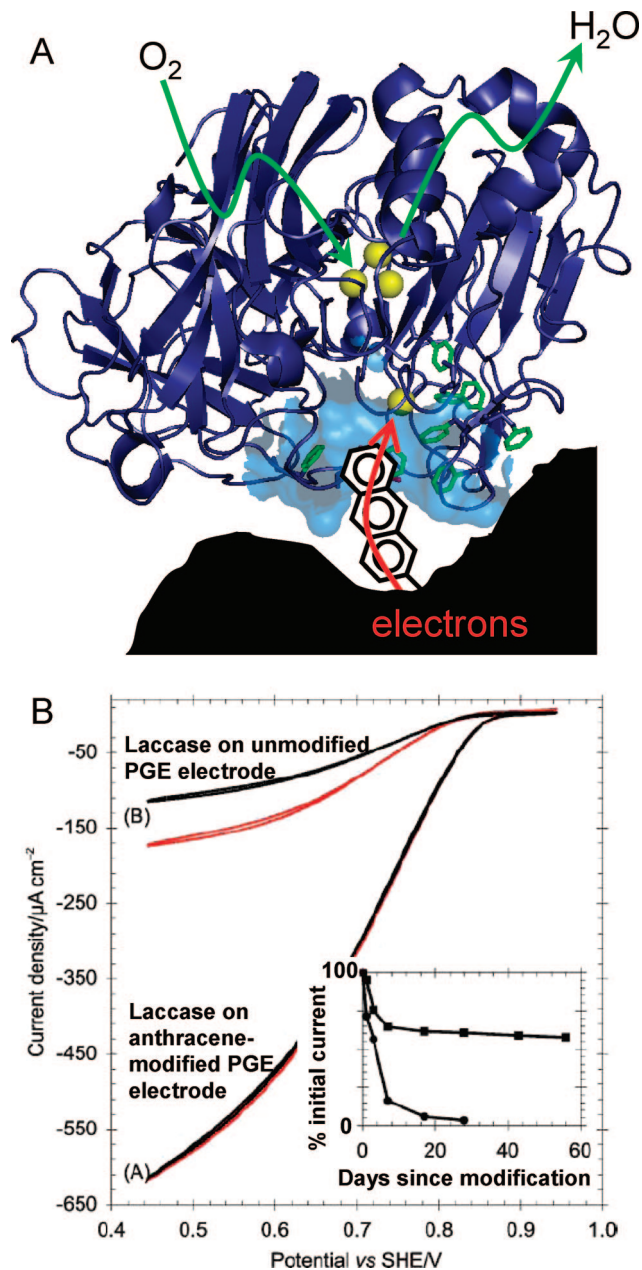 A
O₂
H₂O
electrons
B
Laccase on unmodified
PGE electrode
(B)
Laccase on
anthracene-
modified PGE
electrode
(A)
Current density/µA cm⁻²
-50
-150
-250
-350
-450
-550
-650
0.4 0.5 0.6 0.7 0.8 0.9 1.0
Potential vs SHE/V
% initial current
100
0
0 20 40 60
Days since modification